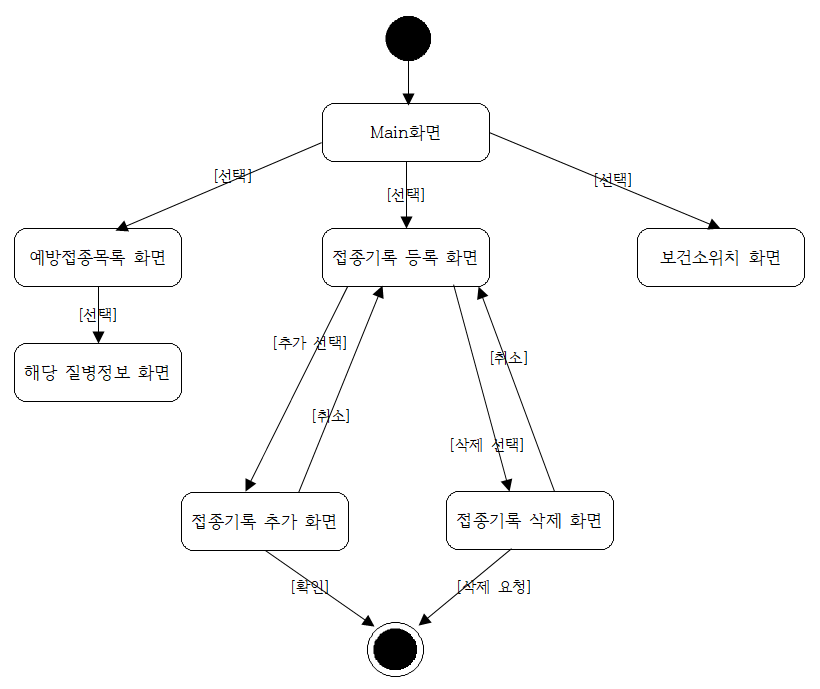 Main화면
[선택]
[선택]
[선택]
예방접종목록 화면
접종기록 등록 화면
보건소위치 화면
[선택]
해당 질병정보 화면
[추가 선택]
[취소]
[취소]
[삭제 선택]
접종기록 추가 화면
접종기록 삭제 화면
[확인]
[삭제 요청]